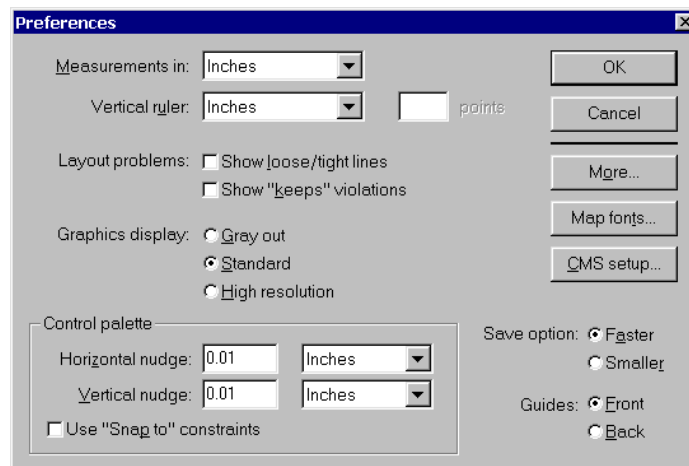 Preferences
Measurements in: Inches
OK
Vertical ruler: Inches points
Cancel
Layout problems: Show loose/tight lines
More...
Show "keeps" violations
Map fonts...
Graphics display: Gray out
Standard
CMS setup...
High resolution
Control palette
Save option: Faster
Horizontal nudge: 0.01 Inches
Smaller
Vertical nudge: 0.01 Inches
Guides: Front
Use "Snap to" constraints
Back